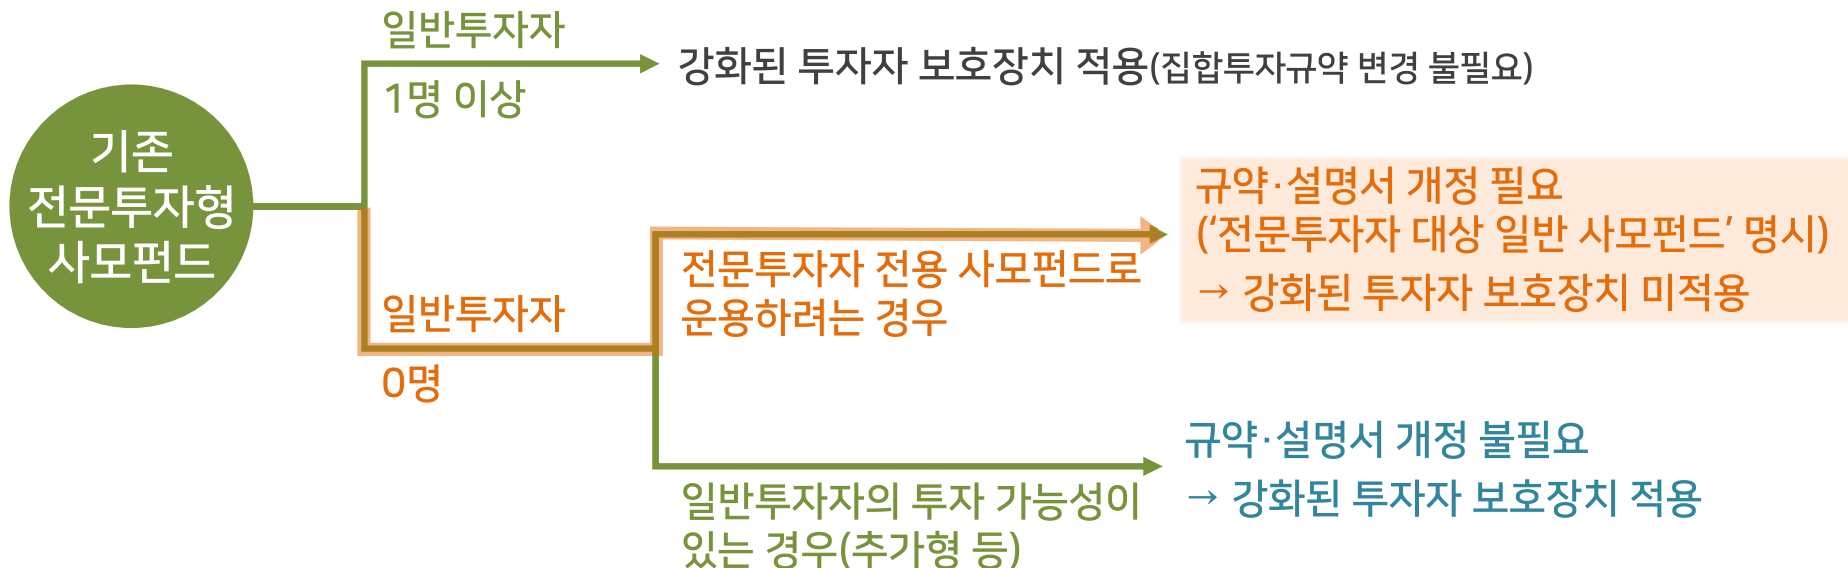 기존
전문투자형
사모펀드
일반투자자
1명 이상
강화된 투자자 보호장치 적용(집합투자규약 변경 불필요)
일반투자자
0명
전문투자자 전용 사모펀드로
운용하려는 경우
규약·설명서 개정 필요
(‘전문투자자 대상 일반 사모펀드’ 명시)
→ 강화된 투자자 보호장치 미적용
일반투자자의 투자 가능성이
있는 경우(추가형 등)
규약·설명서 개정 불필요
→ 강화된 투자자 보호장치 적용